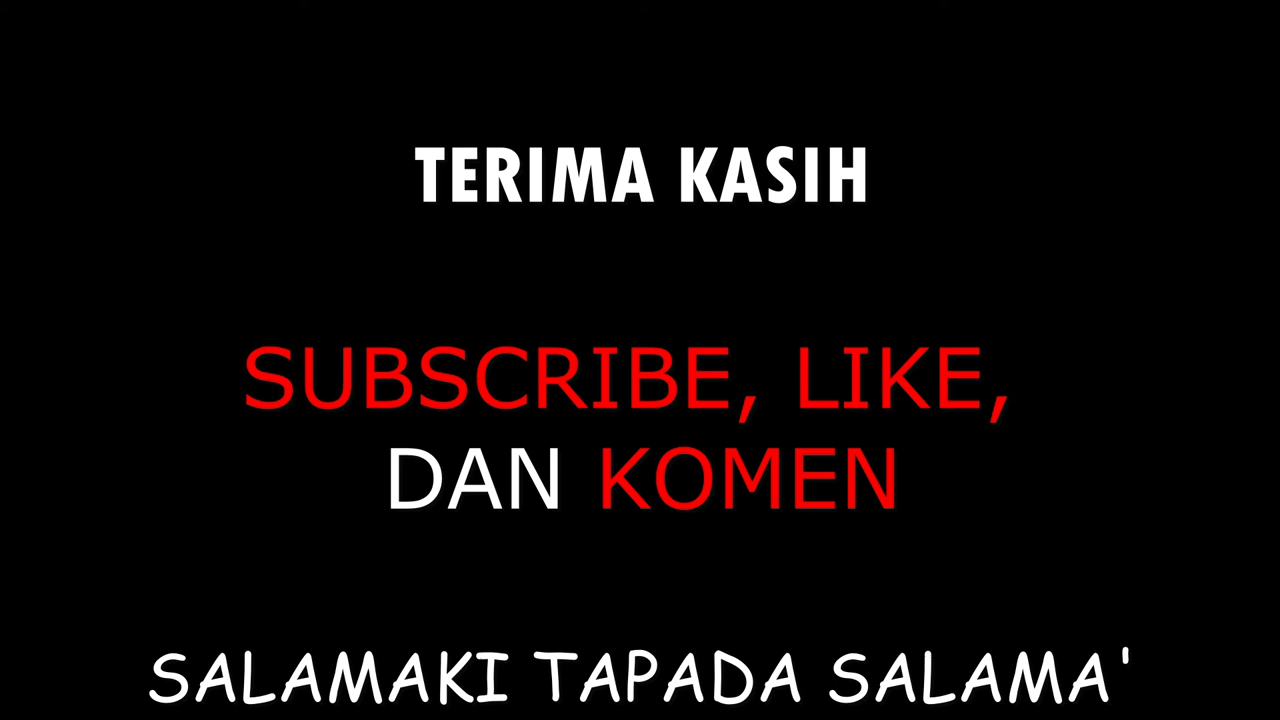 TERIMA KASIH
SUBSCRIBE, LIKE,
DAN KOMEN
SALAMAKI TAPADA SALAMA'